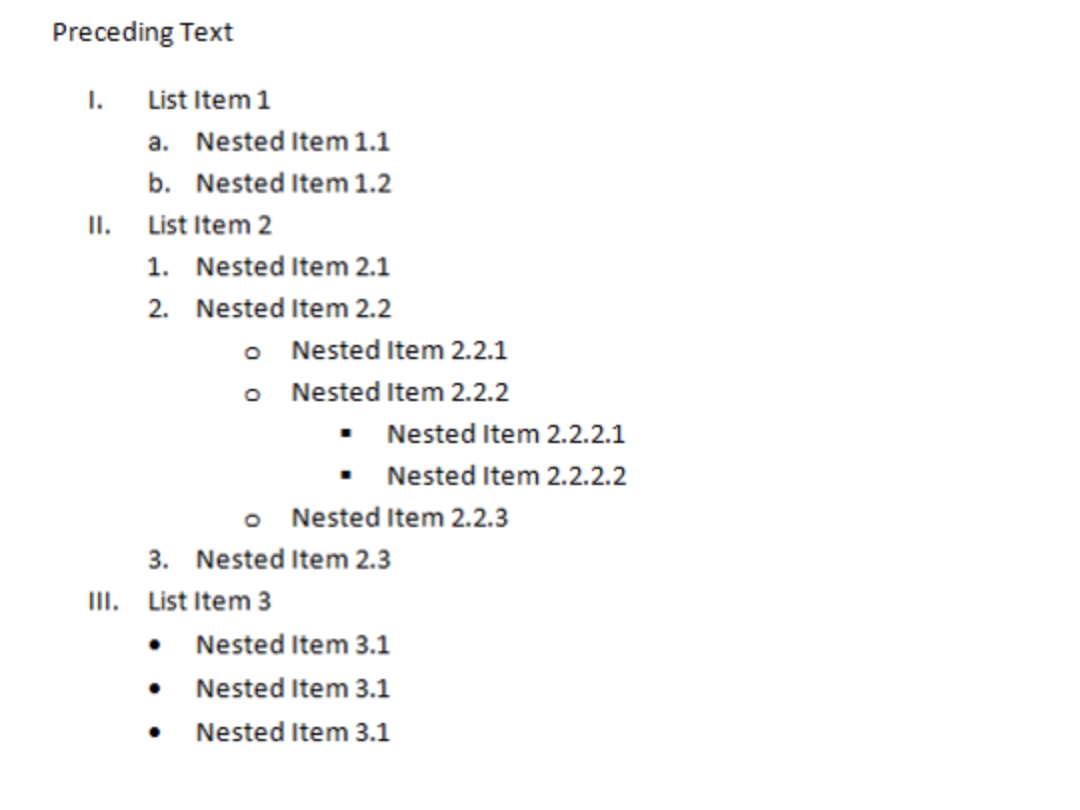 Preceding Text
I. List Item 1
a. Nested Item 1.1
b. Nested Item 1.2
II. List Item 2
1. Nested Item 2.1
2. Nested Item 2.2
o Nested Item 2.2.1
o Nested Item 2.2.2
▪ Nested Item 2.2.2.1
▪ Nested Item 2.2.2.2
o Nested Item 2.2.3
3. Nested Item 2.3
III. List Item 3
• Nested Item 3.1
• Nested Item 3.1
• Nested Item 3.1